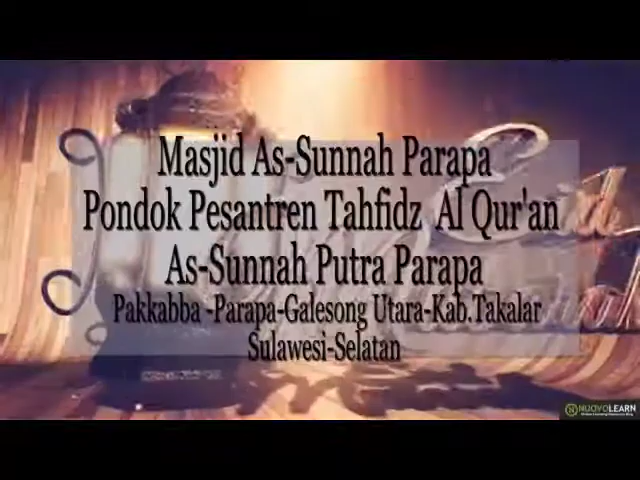 Masjid As-Sunnah Parapa
Pondok Pesantren Tahfidz Al Qur'an
As-Sunnah Putra Parapa
Pakkabba -Parapa-Galesong Utara-Kab.Takalar
Sulawesi-Selatan
NUOVOLEARN